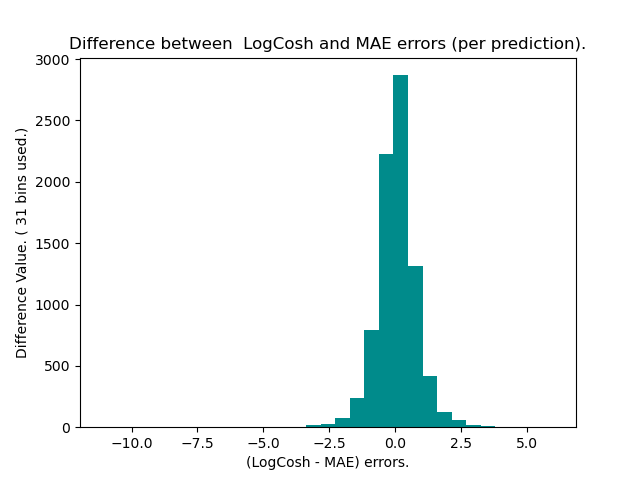 Difference between  LogCosh and MAE errors (per prediction).
3000
2500
2000
1500
1000
500
0
Difference Value. ( 31 bins used.)
−10.0 −7.5 −5.0 −2.5 0.0 2.5 5.0
(LogCosh - MAE) errors.